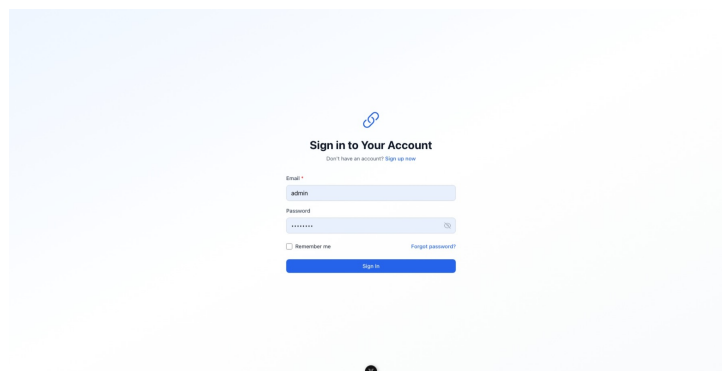 Sign in to Your Account
Don't have an account? Sign up now
Email *
admin
Password
••••••••
Remember me
Forgot password?
Sign in